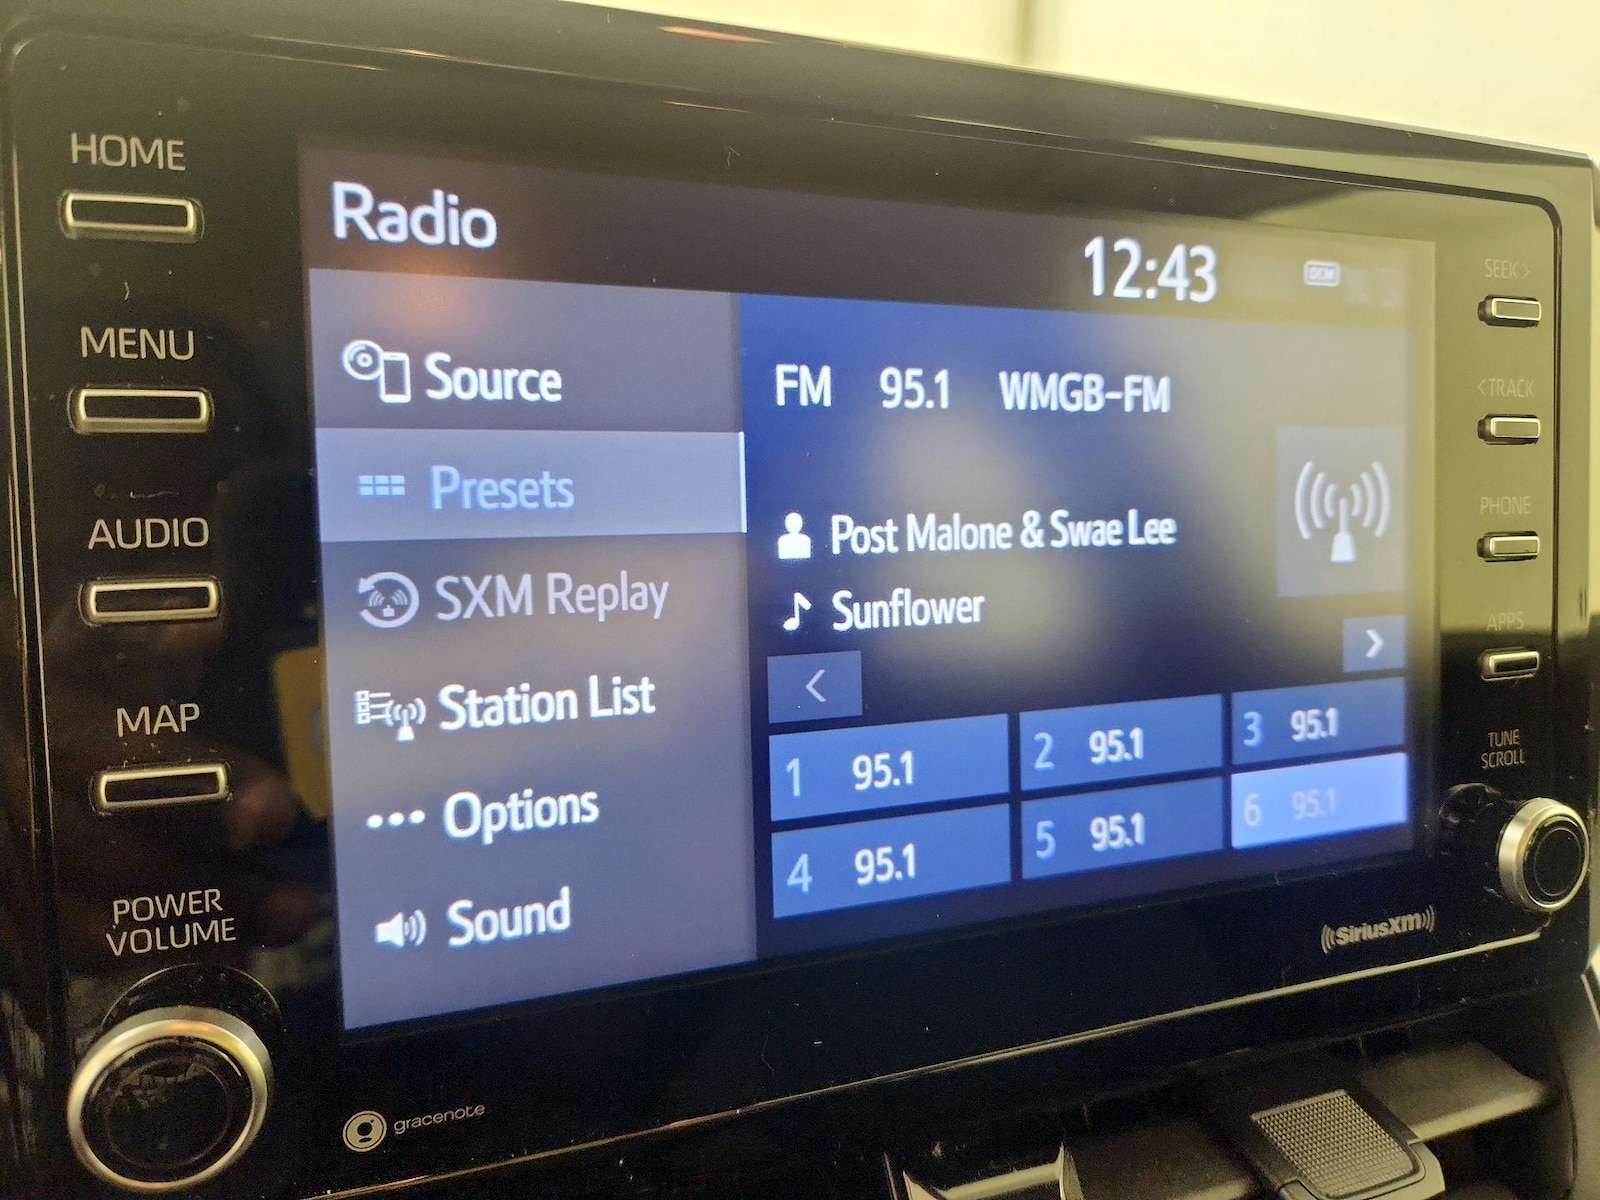 HOME
MENU
AUDIO
MAP
POWER
VOLUME
Radio
12:43
DCM
Source
Presets
SXM Replay
Station List
Options
Sound
FM 95.1 WMGB-FM
Post Malone & Swae Lee
Sunflower
<
>
1 95.1
2 95.1
3 95.1
4 95.1
5 95.1
6 95.1
SEEK >
< TRACK
PHONE
APPS
TUNE
SCROLL
SiriusXM
gracenote